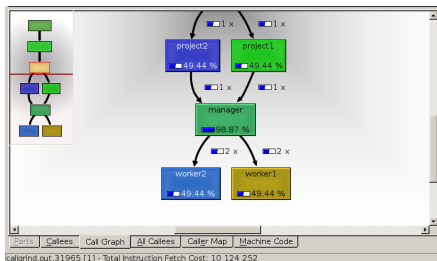 1 x 1 x
project2 project1
49.44 % 49.44 %
1 x 1 x
manager
98.87 %
2 x 2 x
worker2 worker1
49.44 % 49.44 %
Parts Callees Call Graph All Callees Caller Map Machine Code
callgrind.out.31965 [1] - Total Instruction Fetch Cost: 10 124 252